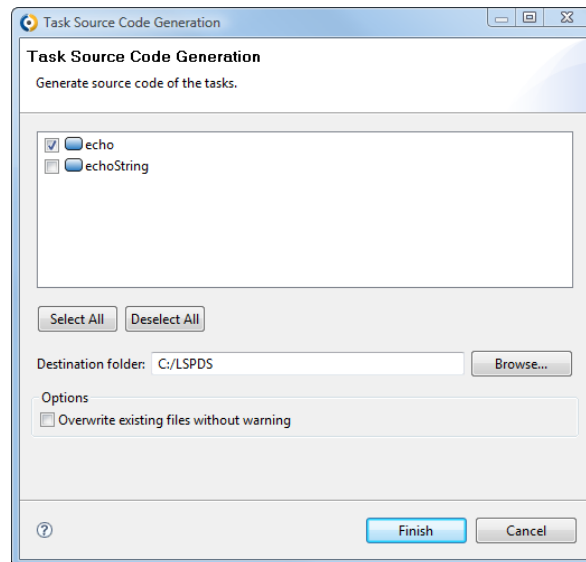 Task Source Code Generation
Task Source Code Generation
Generate source code of the tasks.
echo
echoString
Select All Deselect All
Destination folder: C:/LSPDS Browse...
Options
Overwrite existing files without warning
? Finish Cancel